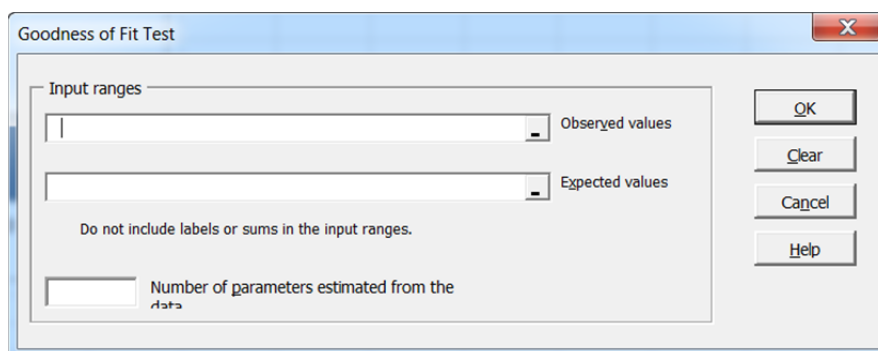 Goodness of Fit Test
Input ranges
Observed values
Expected values
Do not include labels or sums in the input ranges.
Number of parameters estimated from the
data
OK
Clear
Cancel
Help